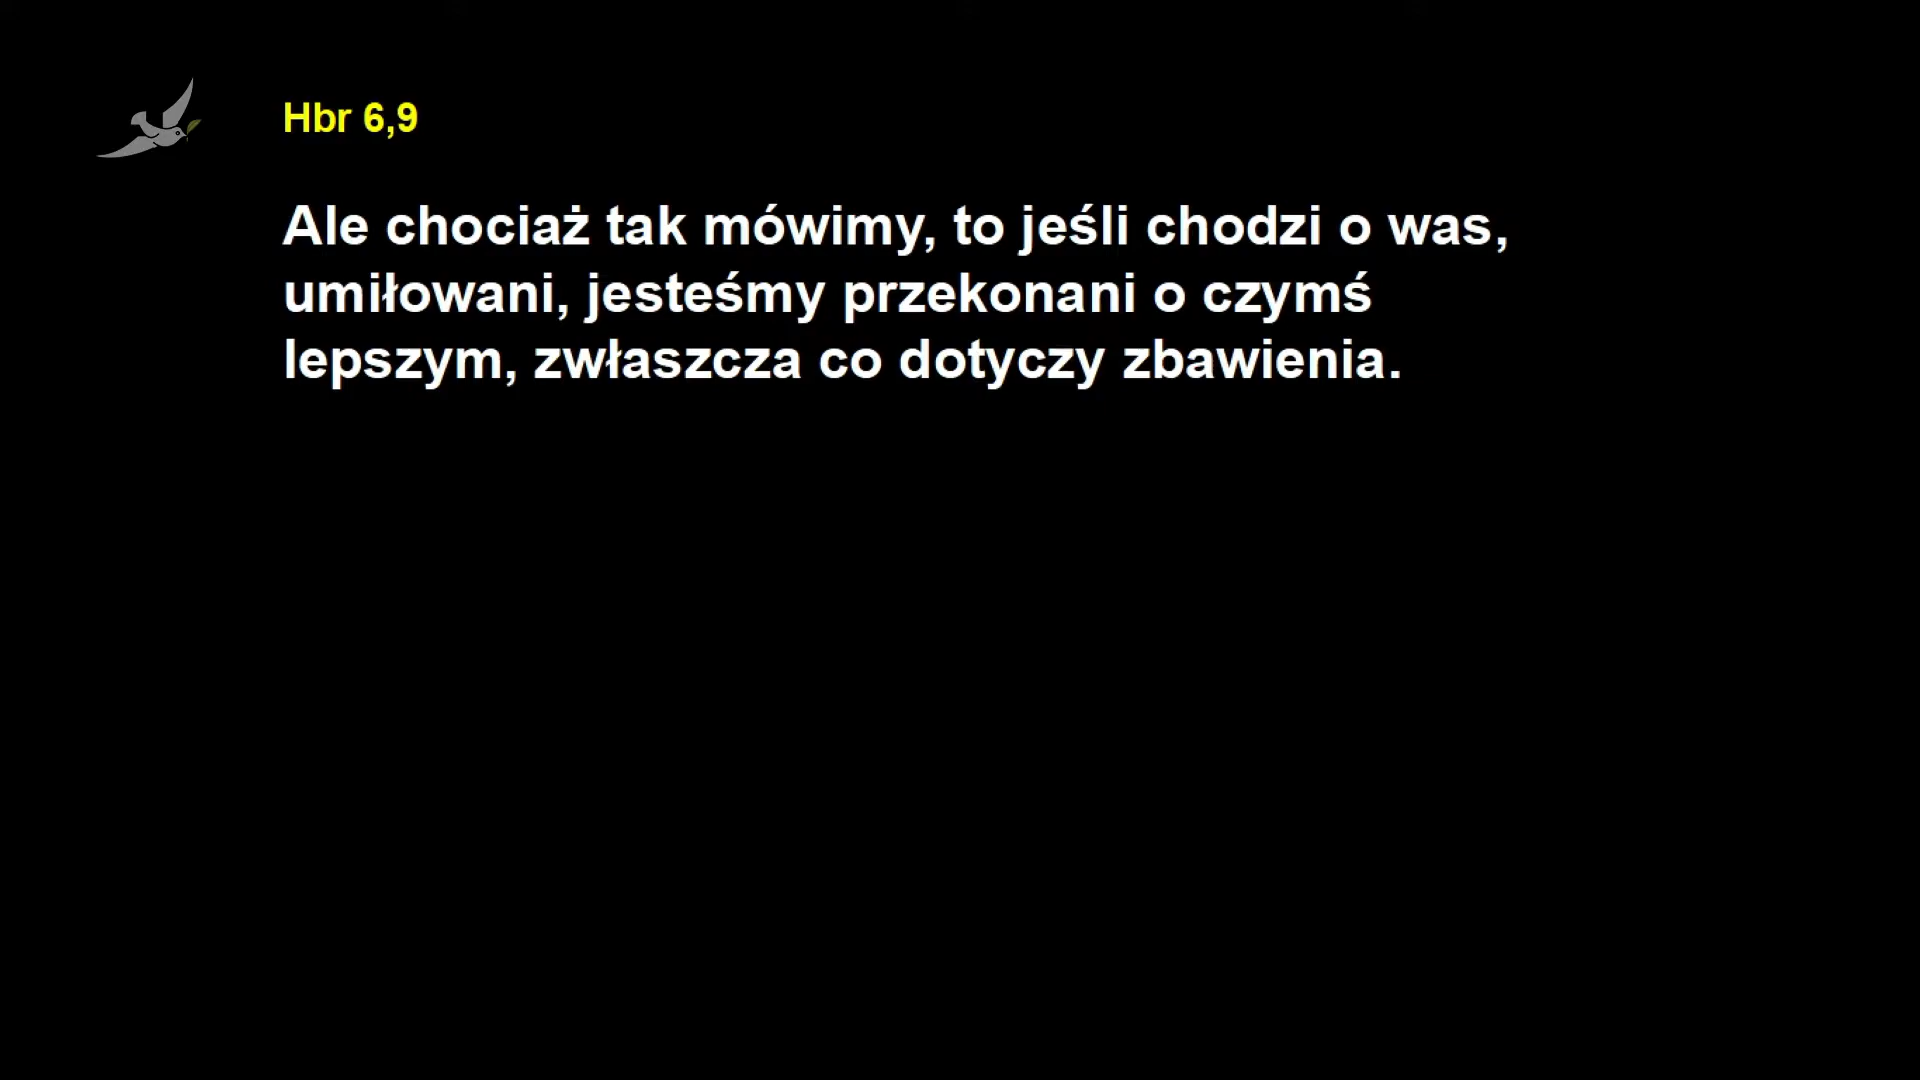 Hbr 6,9
Ale chociaż tak mówimy, to jeśli chodzi o was,
umiłowani, jesteśmy przekonani o czymś
lepszym, zwłaszcza co dotyczy zbawienia.